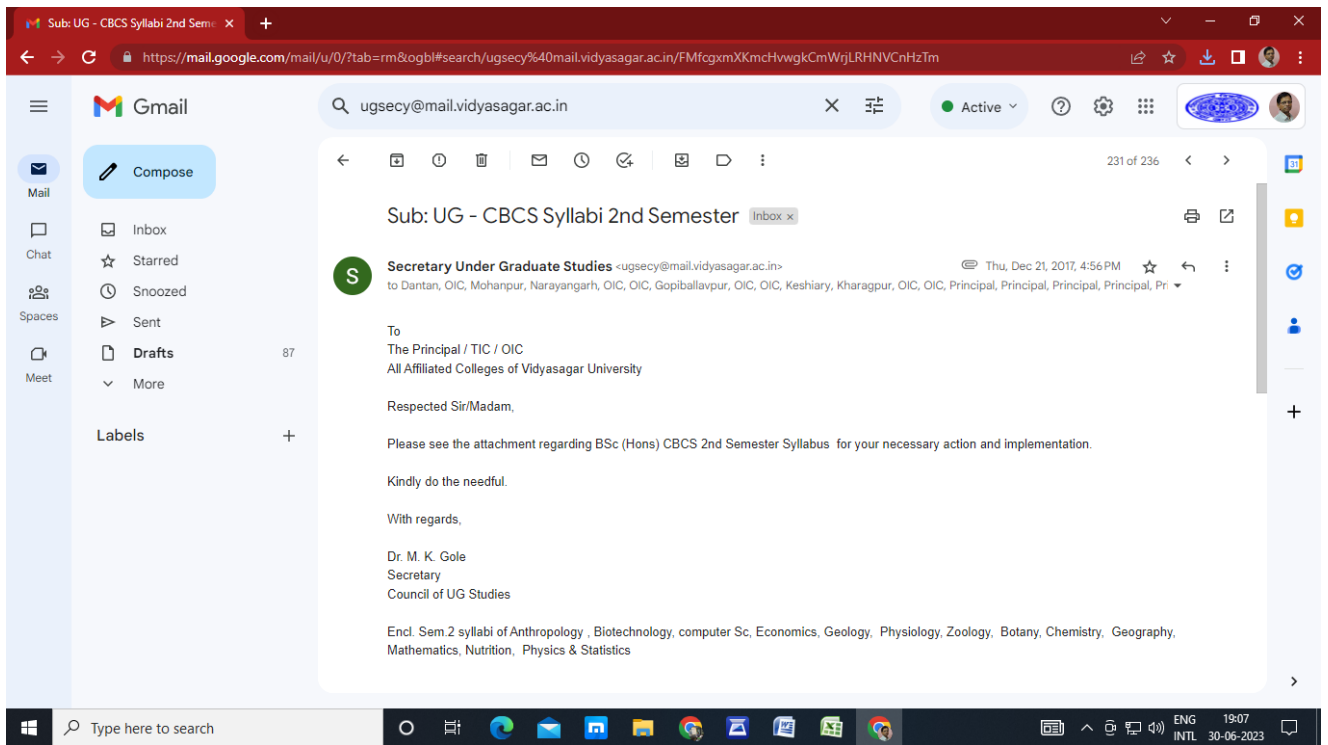 Sub: UG - CBCS Syllabi 2nd Seme
https://mail.google.com/mail/u/0/?tab=rm&ogbl#search/ugsecy%40mail.vidyasagar.ac.in/FMfcgxmXKmcHvwgkCmWrjLRHNVCnHzTm
Gmail
ugsecy@mail.vidyasagar.ac.in
Active
Mail
Chat
Spaces
Meet
Compose
Inbox
Starred
Snoozed
Sent
Drafts 87
More
Labels
231 of 236
31
Sub: UG - CBCS Syllabi 2nd Semester Inbox x
S
Secretary Under Graduate Studies <ugsecy@mail.vidyasagar.ac.in> Thu, Dec 21, 2017, 4:56 PM
to Dantan, OIC, Mohanpur, Narayangarh, OIC, OIC, Gopiballavpur, OIC, OIC, Keshiary, Kharagpur, OIC, OIC, Principal, Principal, Principal, Principal, Pri
To
The Principal / TIC / OIC
All Affiliated Colleges of Vidyasagar University
Respected Sir/Madam,
Please see the attachment regarding BSc (Hons) CBCS 2nd Semester Syllabus for your necessary action and implementation.
Kindly do the needful.
With regards,
Dr. M. K. Gole
Secretary
Council of UG Studies
Encl. Sem.2 syllabi of Anthropology , Biotechnology, computer Sc, Economics, Geology, Physiology, Zoology, Botany, Chemistry, Geography,
Mathematics, Nutrition, Physics & Statistics
Type here to search
ENG
INTL
19:07
30-06-2023